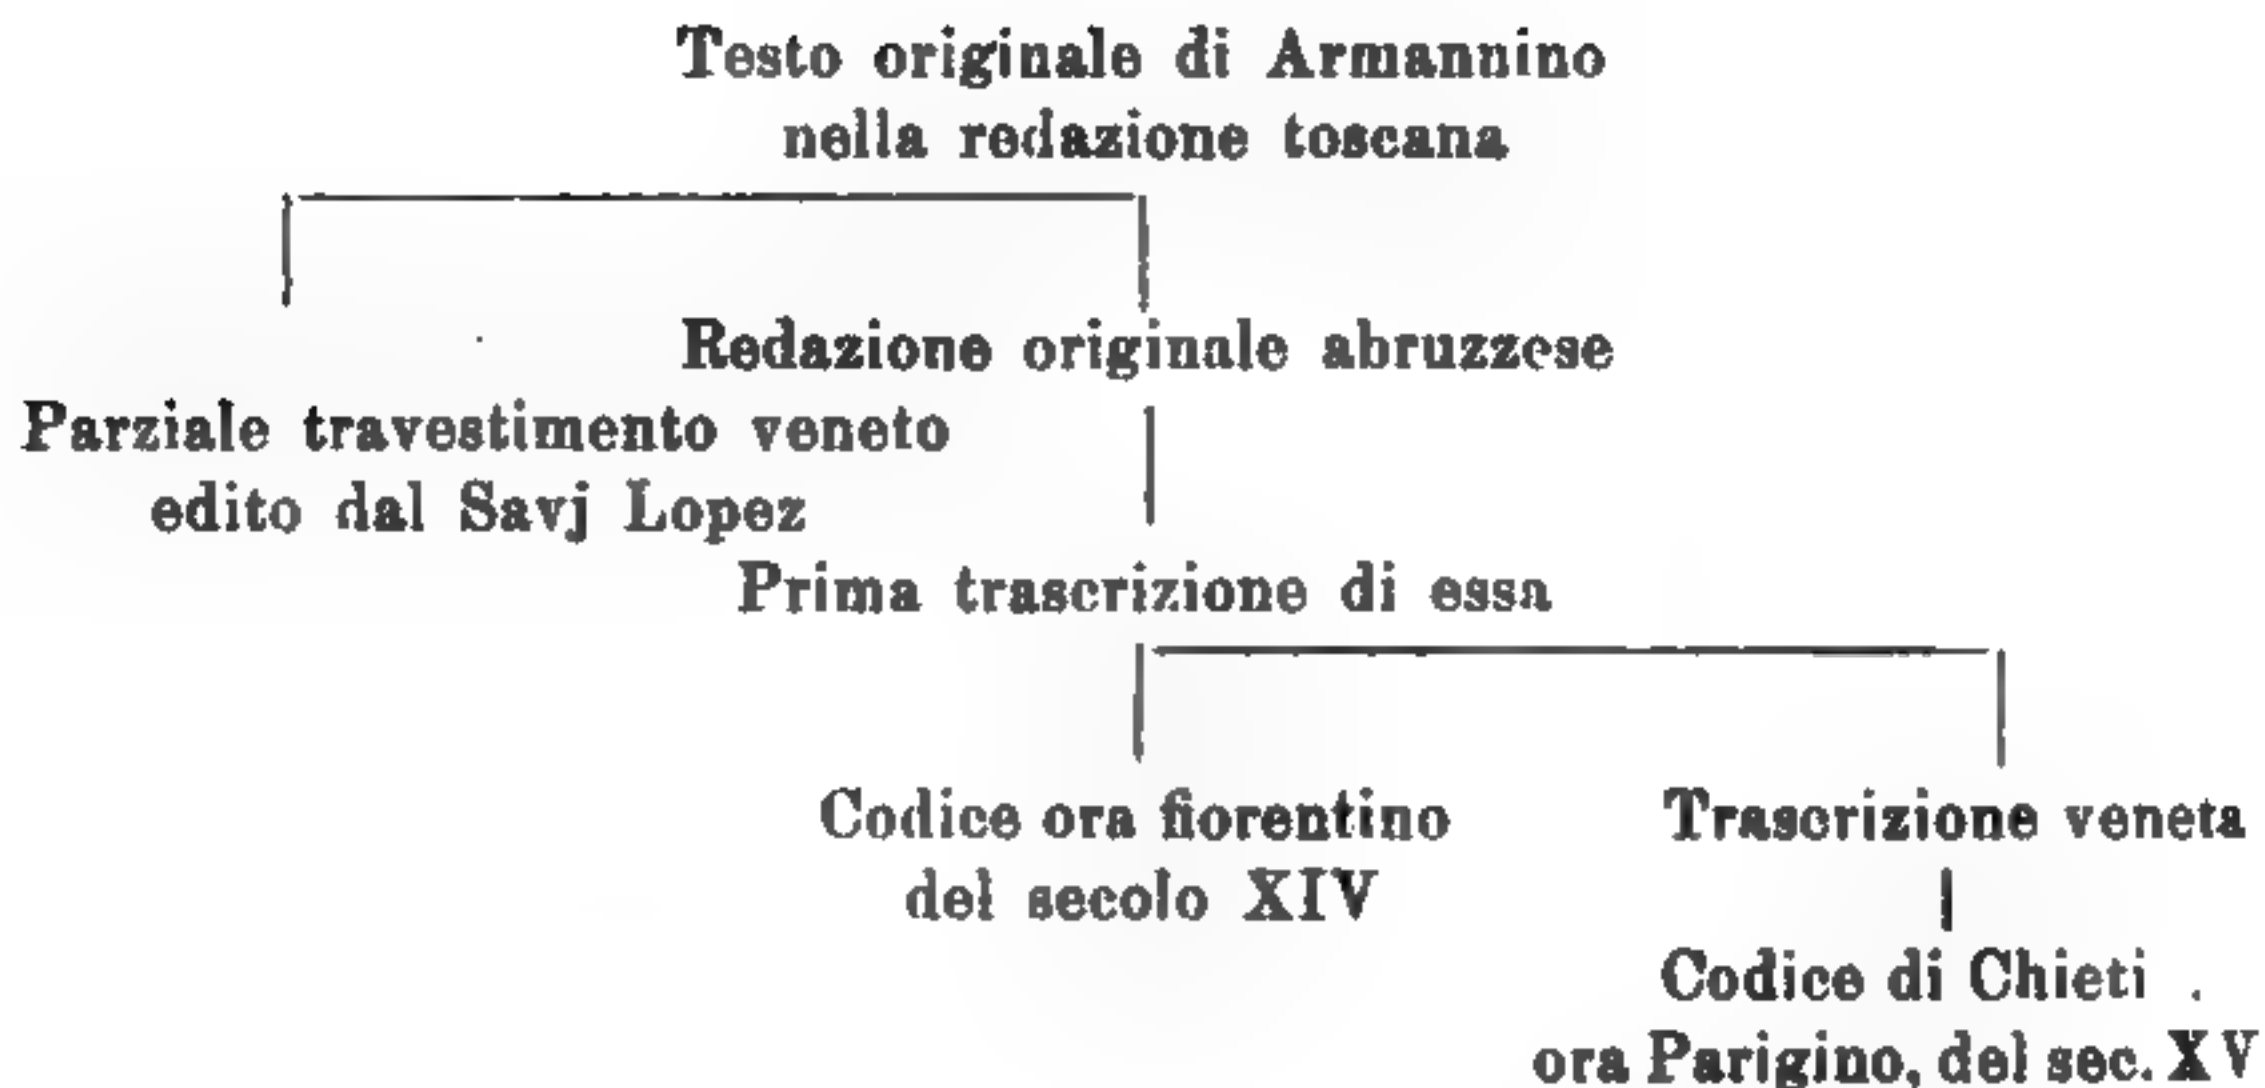 Testo originale di Armannino
nella redazione toscana
Redazione originale abruzzese
Parziale travestimento veneto
edito dal Savj Lopez
Prima trascrizione di essa
Codice ora fiorentino
del secolo XIV
Trascrizione veneta
Codice di Chieti
ora Parigino, del sec. XV